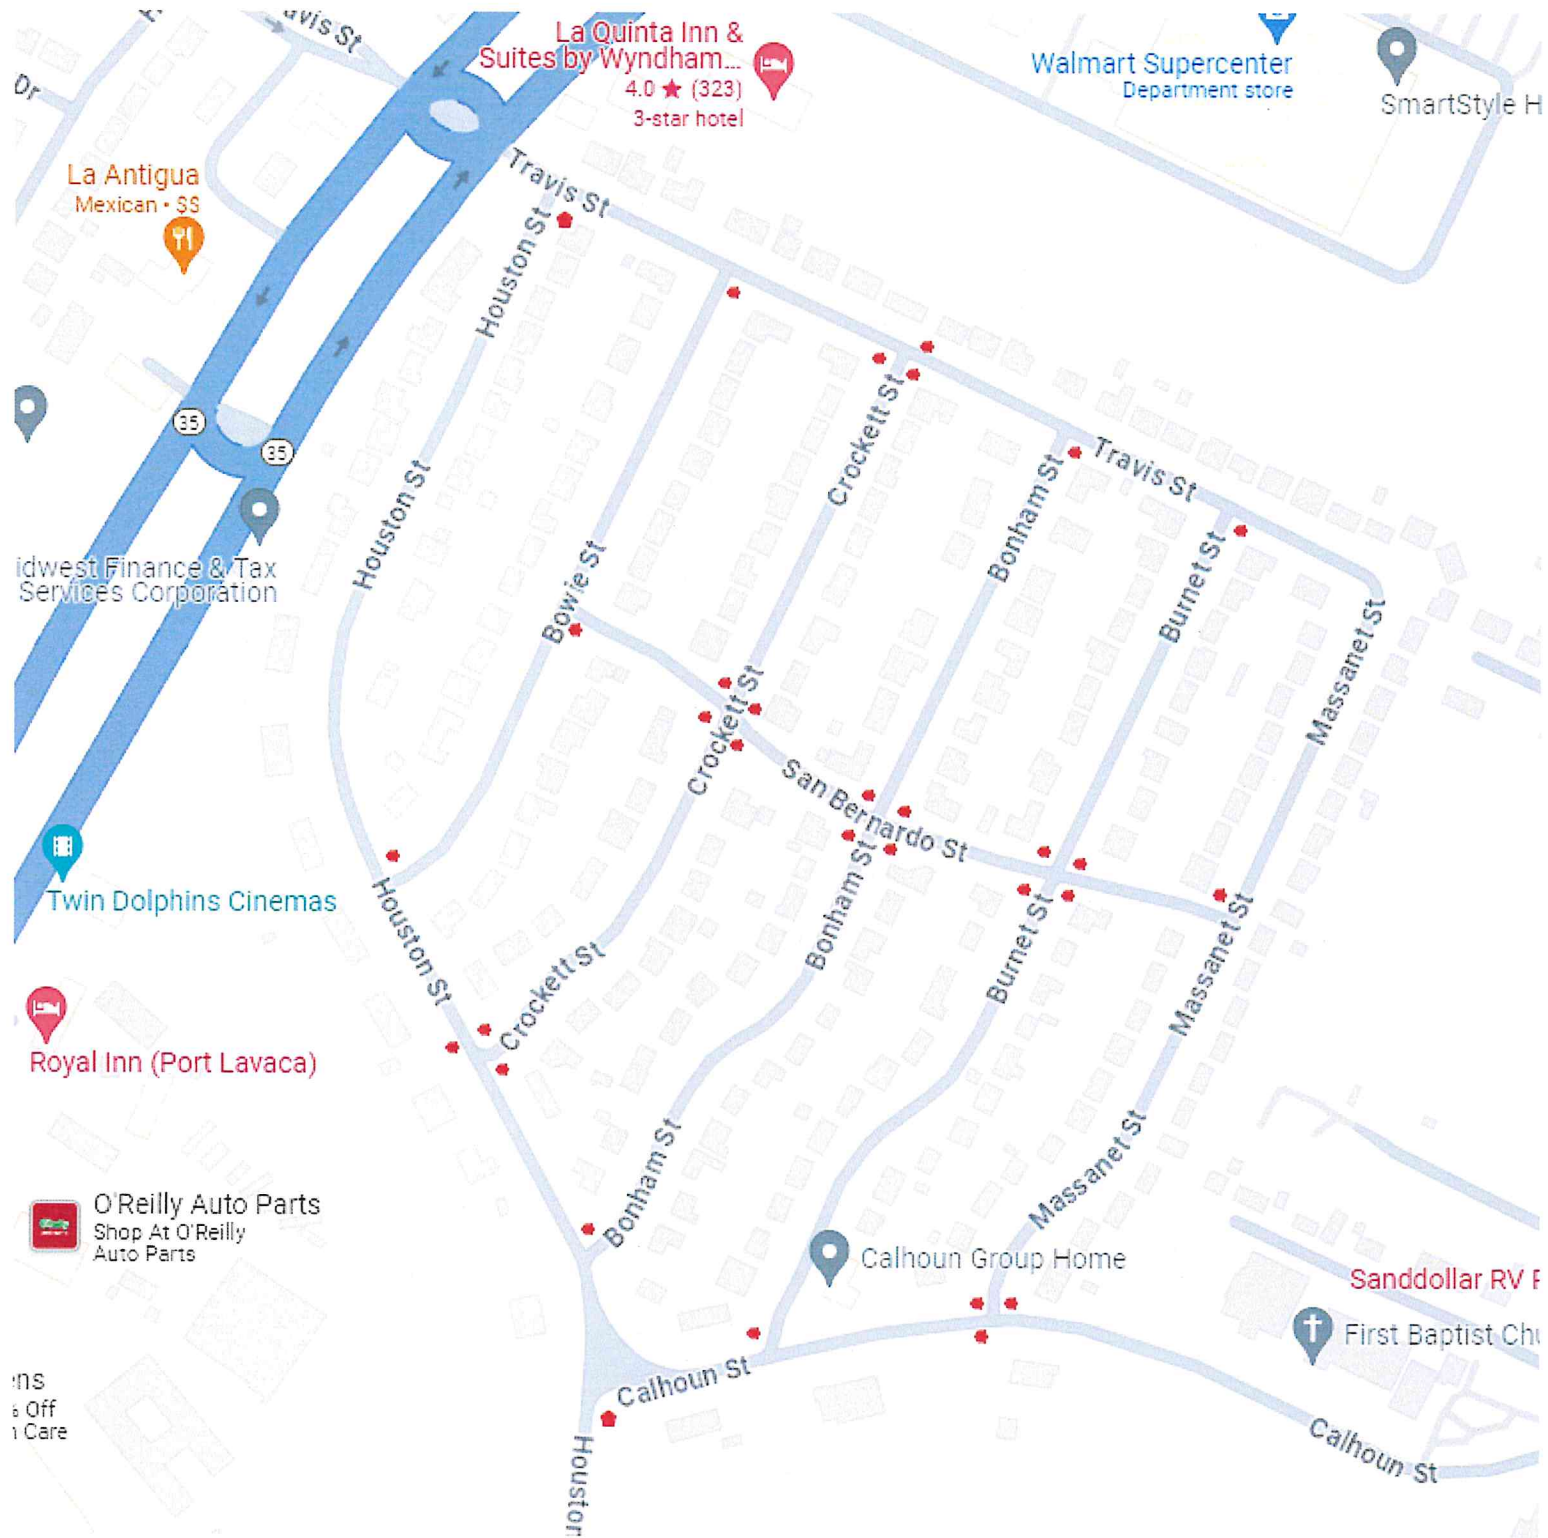 avis St
La Quinta Inn &
Suites by Wyndham...
4.0 ★ (323)
3-star hotel
Walmart Supercenter
Department store
SmartStyle H
Dr
La Antigua
Mexican • $$
Travis St
Houston St
35
35
Crockett St
Travis St
Bonham St
Houston St
Burnet St
idwest Finance & Tax
Services Corporation
Bowie St
Massanet St
Crockett St
San Bernardo St
Twin Dolphins Cinemas
Houston St
Bonham St
Burnet St
Massanet St
Crockett St
Royal Inn (Port Lavaca)
Bonham St
Massanet St
O'Reilly Auto Parts
Shop At O'Reilly
Auto Parts
Calhoun Group Home
Sanddollar RV
First Baptist Chu
Calhoun St
ens
% Off
n Care
Calhoun St
Houston